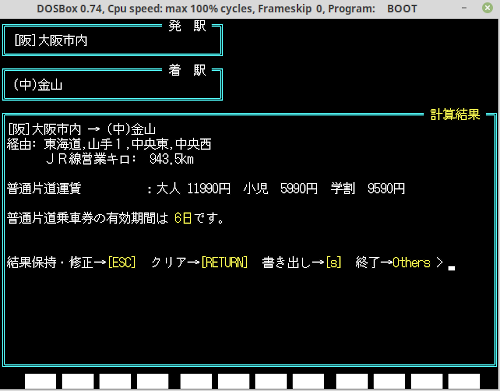 DOSBox 0.74, Cpu speed: max 100% cycles, Frameskip 0, Program: BOOT
発 駅
[阪]大阪市内
着 駅
(中)金山
計算結果
[阪]大阪市内 → (中)金山
経由: 東海道,山手1,中央東,中央西
JR線営業キロ: 943.5km
普通片道運賃 :大人 11990円 小児 5990円 学割 9590円
普通片道乗車券の有効期間は 6日です。
結果保持・修正→[ESC] クリア→[RETURN] 書き出し→[s] 終了→Others >